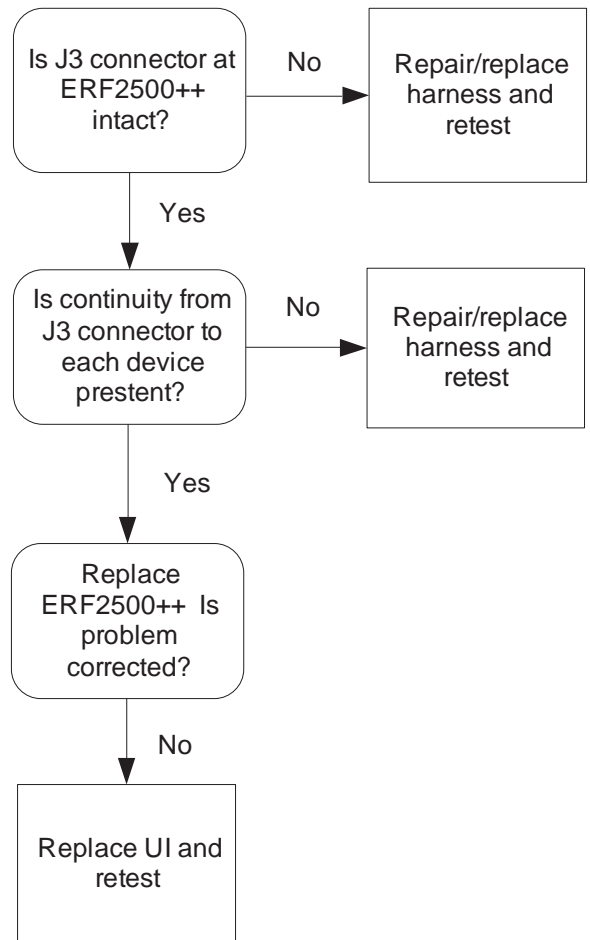 Is J3 connector at
ERF2500++
intact?
No
Repair/replace
harness and
retest
Yes
Is continuity from
J3 connector to
each device
prestent?
No
Repair/replace
harness and
retest
Yes
Replace
ERF2500++ Is
problem
corrected?
No
Replace UI and
retest